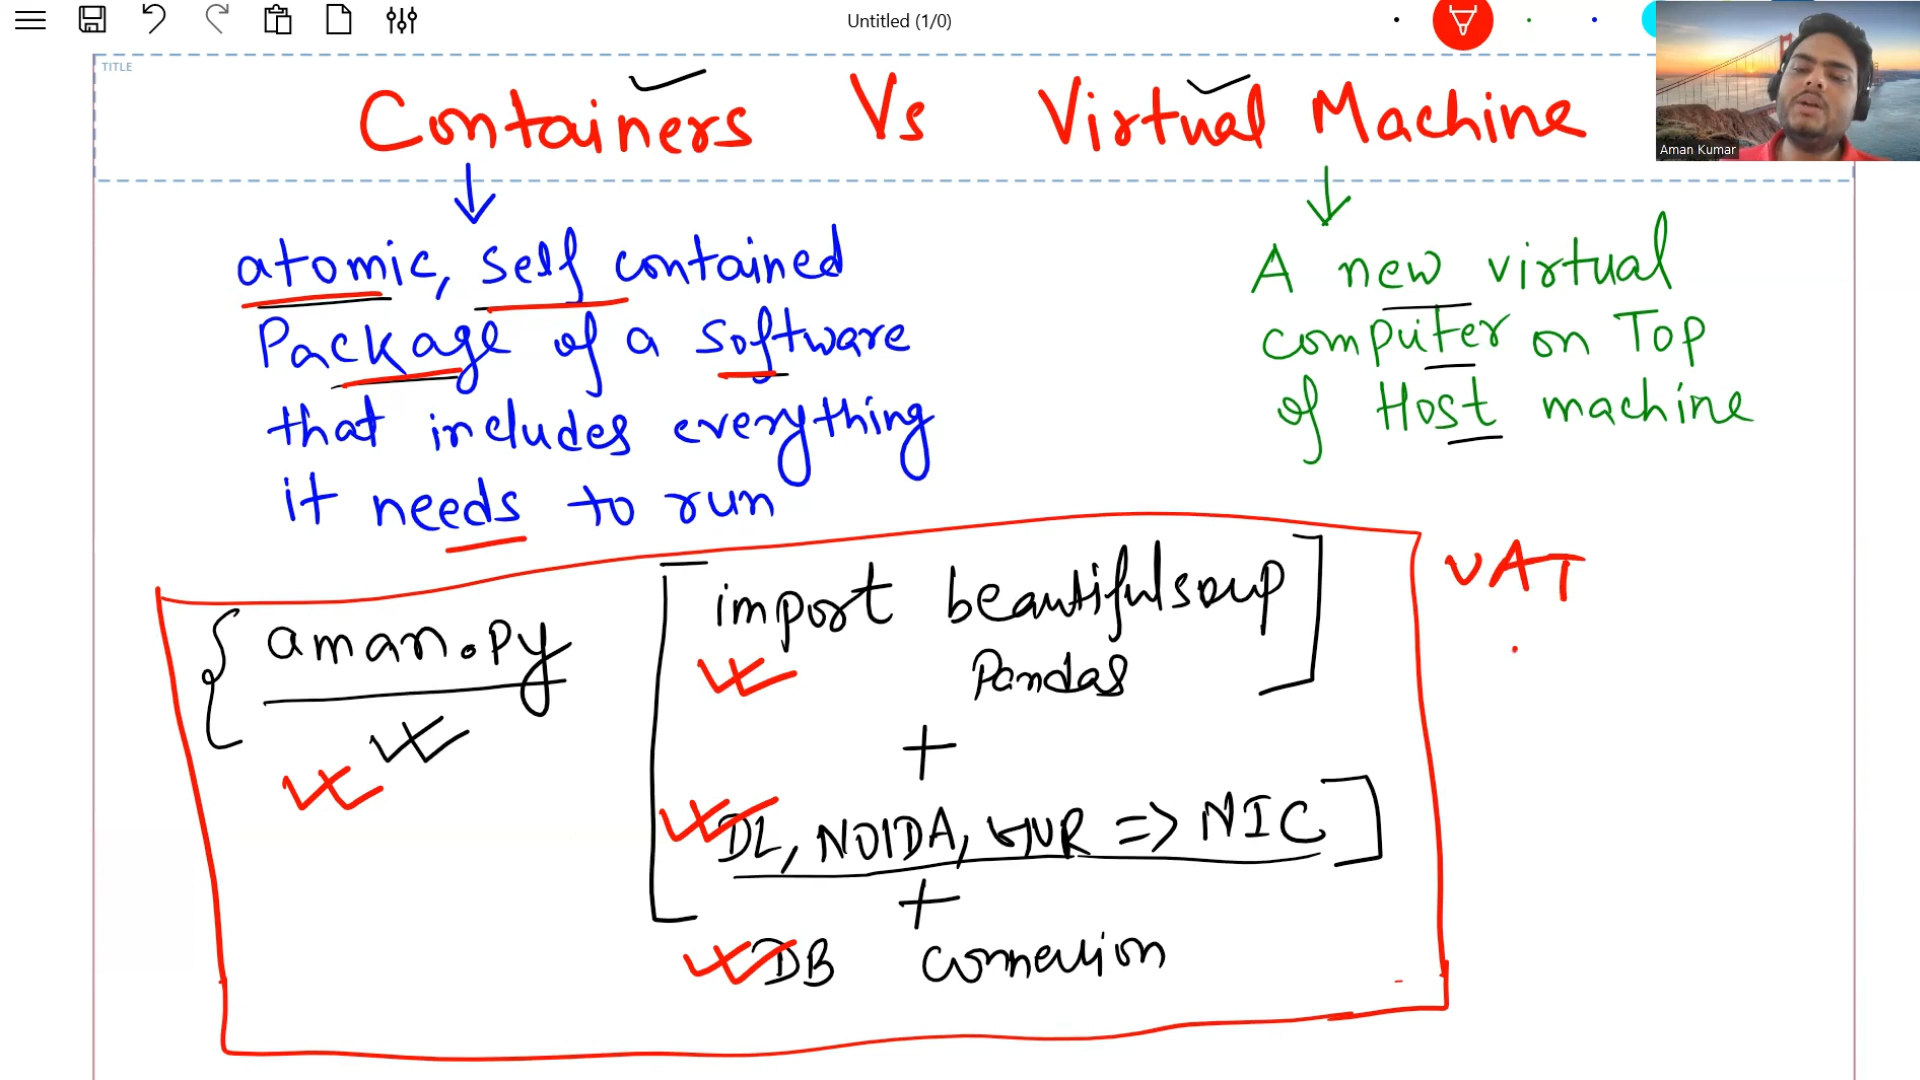 Untitled (1/0)
TITLE
Containers Vs Virtual Machine
Aman Kumar
atomic, self contained
Package of a software
that includes everything
it needs to run
A new virtual
computer on Top
of Host machine
UAT
aman.py
import beautifulsoup
Pandas
+
DL, NOIDA, GUR => NIC
+
DB Connection